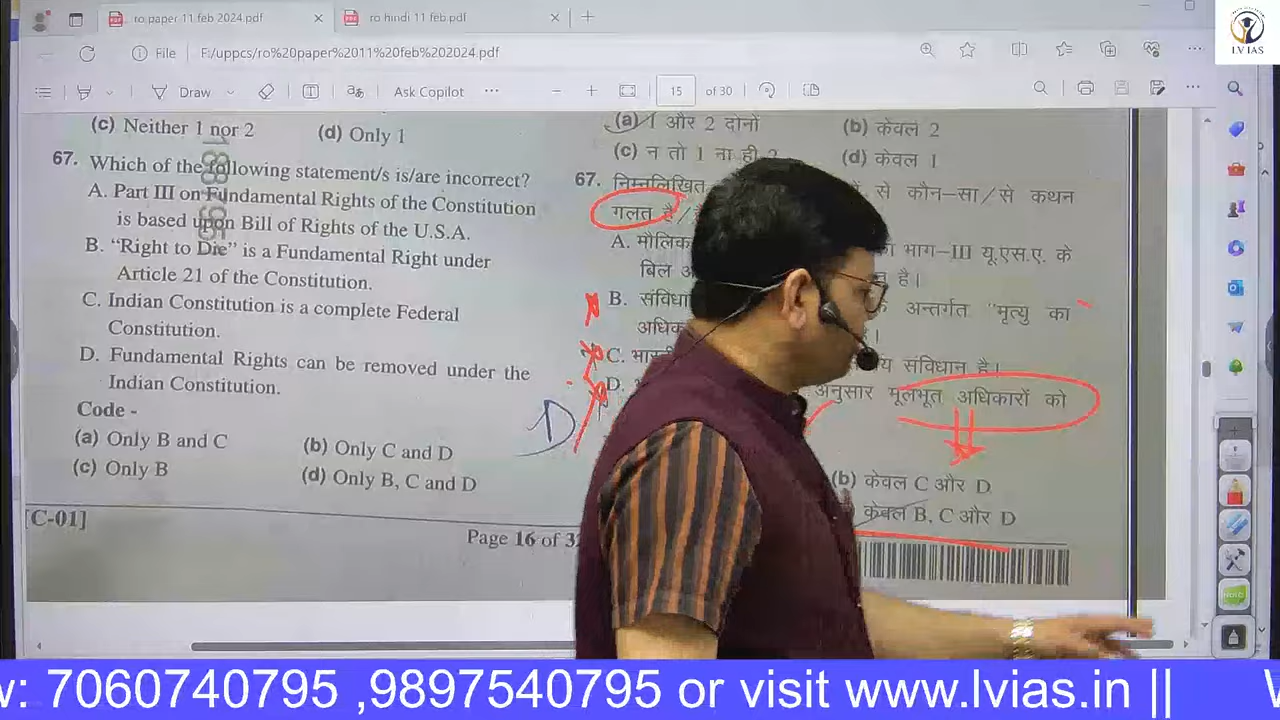 ro paper 11 feb 2024.pdf
ro hindi 11 feb.pdf
LV IAS
File
F:/uppcs/ro%20paper%2011%20feb%202024.pdf
Draw
Ask Copilot
15 of 30
(c) Neither 1 nor 2 (d) Only 1
67. Which of the following statement/s is/are incorrect?
A. Part III on Fundamental Rights of the Constitution
is based upon Bill of Rights of the U.S.A.
B. “Right to Die” is a Fundamental Right under
Article 21 of the Constitution.
C. Indian Constitution is a complete Federal
Constitution.
D. Fundamental Rights can be removed under the
Indian Constitution.
Code -
(a) Only B and C (b) Only C and D
(c) Only B (d) Only B, C and D
[C-01]
Page 16 of
D
(a) 1 और 2 दोनों (b) केवल 2
(c) न तो 1 ना ही (d) केवल 1
67. निम्नलिखित से कौन-सा/से कथन
गलत है/
A. भाग-III यू.एस.ए. के
बिल है।
B. अन्तर्गत "मृत्यु का
C. संविधान है।
D. अनुसार मूलभूत अधिकारों को
(b) केवल C और D
केवल B, C और D
7060740795 ,9897540795 or visit www.lvias.in ||